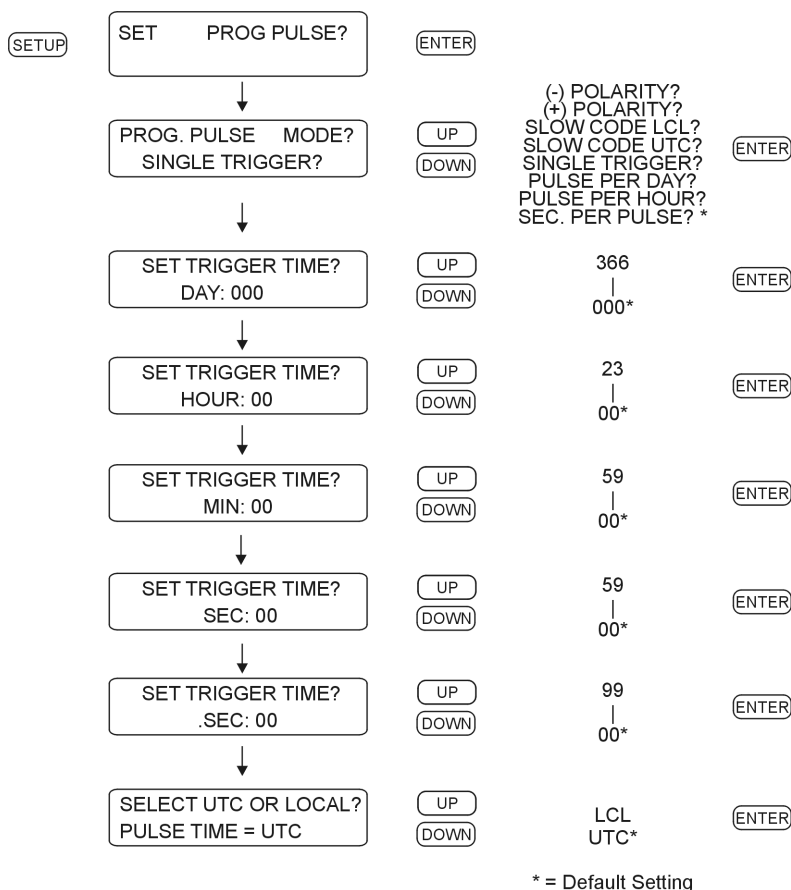 SETUP
SET PROG PULSE?
ENTER
PROG. PULSE MODE?
SINGLE TRIGGER?
UP
DOWN
(-) POLARITY?
(+) POLARITY?
SLOW CODE LCL?
SLOW CODE UTC?
SINGLE TRIGGER?
PULSE PER DAY?
PULSE PER HOUR?
SEC. PER PULSE? *
ENTER
SET TRIGGER TIME?
DAY: 000
UP
DOWN
366
|
000*
ENTER
SET TRIGGER TIME?
HOUR: 00
UP
DOWN
23
|
00*
ENTER
SET TRIGGER TIME?
MIN: 00
UP
DOWN
59
|
00*
ENTER
SET TRIGGER TIME?
SEC: 00
UP
DOWN
59
|
00*
ENTER
SET TRIGGER TIME?
.SEC: 00
UP
DOWN
99
|
00*
ENTER
SELECT UTC OR LOCAL?
PULSE TIME = UTC
UP
DOWN
LCL
UTC*
ENTER
* = Default Setting